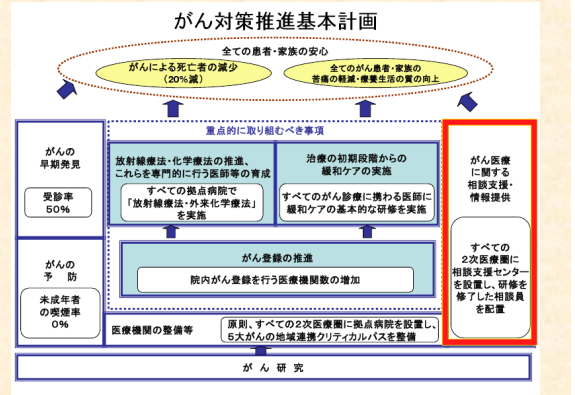 がん対策推進基本計画
全ての患者・家族の安心
がんによる死亡者の減少
（20％減）
全てのがん患者・家族の
苦痛の軽減・療養生活の質の向上
重点的に取り組むべき事項
がんの
早期発見
受診率
50％
放射線療法・化学療法の推進、
これらを専門的に行う医師等の育成
すべての拠点病院で
「放射線療法・外来化学療法」
を実施
治療の初期段階からの
緩和ケアの実施
すべてのがん診療に携わる医師に
緩和ケアの基本的な研修を実施
がん医療
に関する
相談支援・
情報提供
すべての
2次医療圏に
相談支援センター
を設置し、研修を
修了した相談員
を配置
がんの
予　防
未成年者
の喫煙率
0％
がん登録の推進
院内がん登録を行う医療機関数の増加
医療機関の整備等
原則、すべての2次医療圏に拠点病院を設置し、
5大がんの地域連携クリティカルパスを整備
が ん 研 究